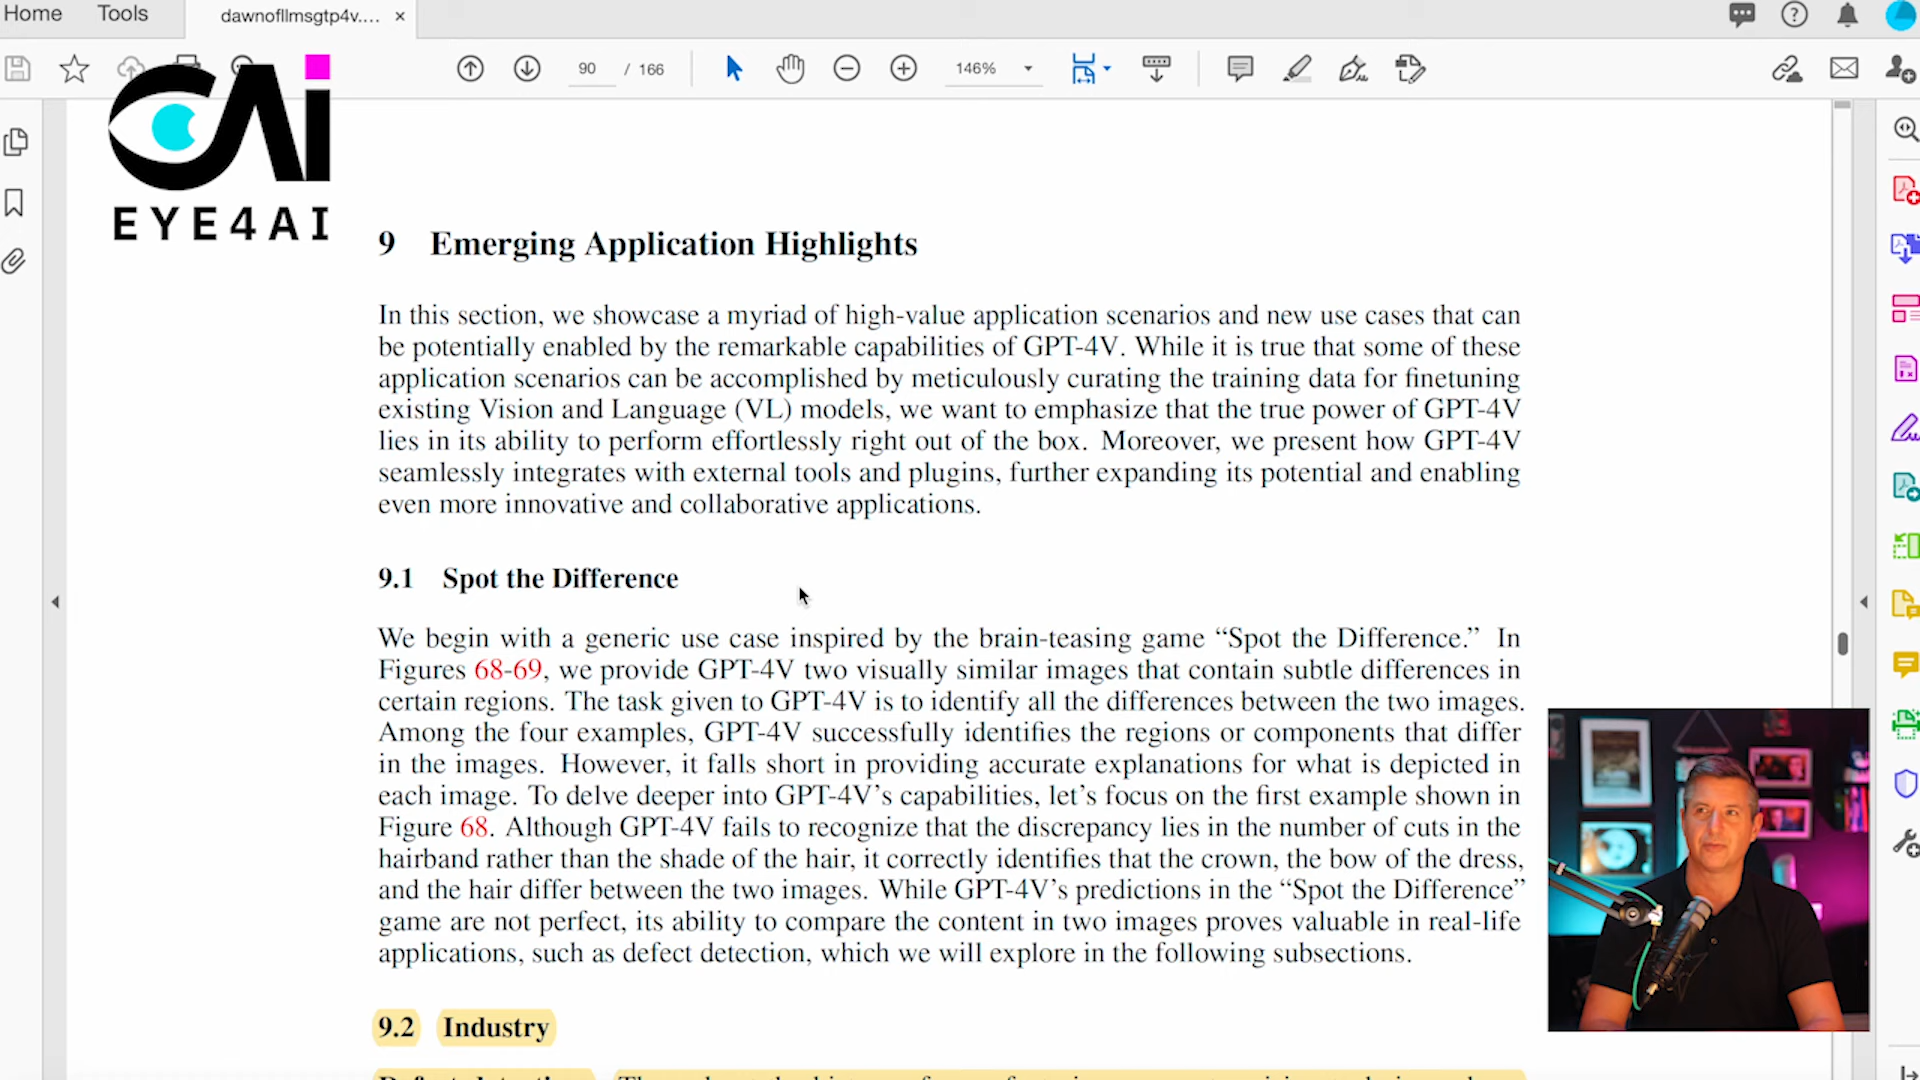 Home Tools dawnofllmsgtp4v....
90 / 166 146%
EYE4AI
9 Emerging Application Highlights
In this section, we showcase a myriad of high-value application scenarios and new use cases that can
be potentially enabled by the remarkable capabilities of GPT-4V. While it is true that some of these
application scenarios can be accomplished by meticulously curating the training data for finetuning
existing Vision and Language (VL) models, we want to emphasize that the true power of GPT-4V
lies in its ability to perform effortlessly right out of the box. Moreover, we present how GPT-4V
seamlessly integrates with external tools and plugins, further expanding its potential and enabling
even more innovative and collaborative applications.
9.1 Spot the Difference
We begin with a generic use case inspired by the brain-teasing game “Spot the Difference.” In
Figures 68-69, we provide GPT-4V two visually similar images that contain subtle differences in
certain regions. The task given to GPT-4V is to identify all the differences between the two images.
Among the four examples, GPT-4V successfully identifies the regions or components that differ
in the images. However, it falls short in providing accurate explanations for what is depicted in
each image. To delve deeper into GPT-4V’s capabilities, let’s focus on the first example shown in
Figure 68. Although GPT-4V fails to recognize that the discrepancy lies in the number of cuts in the
hairband rather than the shade of the hair, it correctly identifies that the crown, the bow of the dress,
and the hair differ between the two images. While GPT-4V’s predictions in the “Spot the Difference”
game are not perfect, its ability to compare the content in two images proves valuable in real-life
applications, such as defect detection, which we will explore in the following subsections.
9.2 Industry